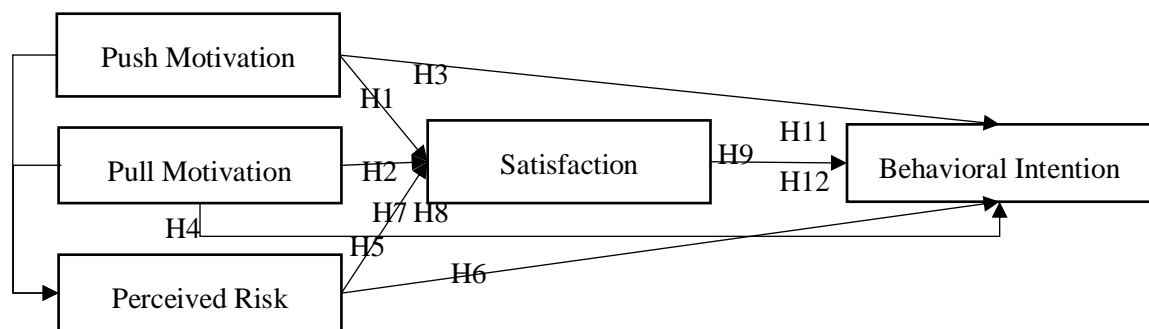 Push Motivation
H3
H1
H11
Pull Motivation
H2
Satisfaction
H9
Behavioral Intention
H12
H7 H8
H4
H5
H6
Perceived Risk